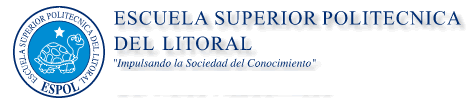 ESCUELA SUPERIOR POLITECNICA DEL LITORAL
ESPOL
ESCUELA SUPERIOR POLITECNICA
DEL LITORAL
"Impulsando la Sociedad del Conocimiento"